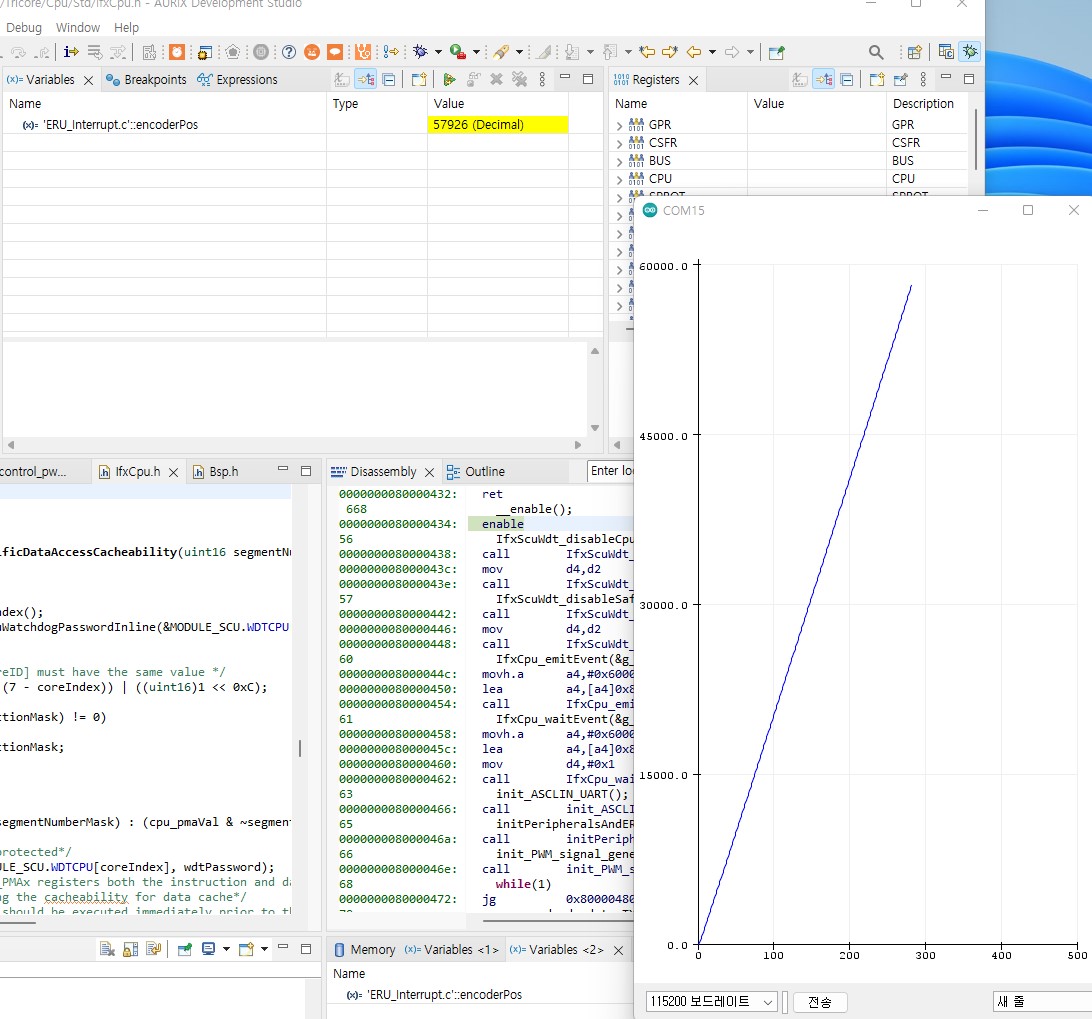 /Tricore/Cpu/Std/IfxCpu.h - AURIX Development Studio
Debug Window Help
(x)= Variables Breakpoints Expressions
Name Type Value
(x)= 'ERU_Interrupt.c'::encoderPos 57926 (Decimal)
Registers
Name Value Description
GPR GPR
CSFR CSFR
BUS BUS
CPU CPU
COM15
60000.0
45000.0
30000.0
15000.0
0.0
0 100 200 300 400 500
115200 보드레이트 전송 새 줄
control_pw... IfxCpu.h Bsp.h
ificDataAccessCacheability(uint16 segmentNu
ndex();
uWatchdogPasswordInline(&MODULE_SCU.WDTCPU
reID] must have the same value */
(7 - coreIndex)) | ((uint16)1 << 0xC);
tionMask) != 0)
tionMask;
segmentNumberMask) : (cpu_pmaVal & ~segment
protected*/
ULE_SCU.WDTCPU[coreIndex], wdtPassword);
_PMAx registers both the instruction and da
ng the cacheability for data cache*/
should be executed immediately prior to th
Disassembly Outline Enter lo
0000000080000432: ret
668 __enable();
0000000080000434: enable
56 IfxScuWdt_disableCpu
0000000080000438: call IfxScuWdt_
000000008000043c: mov d4,d2
000000008000043e: call IfxScuWdt_
57 IfxScuWdt_disableSaf
0000000080000442: call IfxScuWdt_
0000000080000446: mov d4,d2
0000000080000448: call IfxScuWdt_
60 IfxCpu_emitEvent(&g_
000000008000044c: movh.a a4,#0x6000
0000000080000450: lea a4,[a4]0x8
0000000080000454: call IfxCpu_emi
61 IfxCpu_waitEvent(&g_
0000000080000458: movh.a a4,#0x6000
000000008000045c: lea a4,[a4]0x8
0000000080000460: mov d4,#0x1
0000000080000462: call IfxCpu_wai
63 init_ASCLIN_UART();
0000000080000466: call init_ASCLI
65 initPeripheralsAndER
000000008000046a: call initPeriph
66 init_PWM_signal_gene
000000008000046e: call init_PWM_s
68 while(1)
0000000080000472: jg 0x80000480
Memory (x)= Variables <1> (x)= Variables <2>
Name
(x)= 'ERU_Interrupt.c'::encoderPos